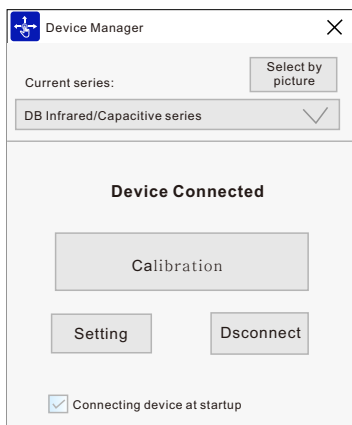 Device Manager
Select by
picture
Current series:
DB Infrared/Capacitive series
Device Connected
Calibration
Setting
Dsconnect
Connecting device at startup